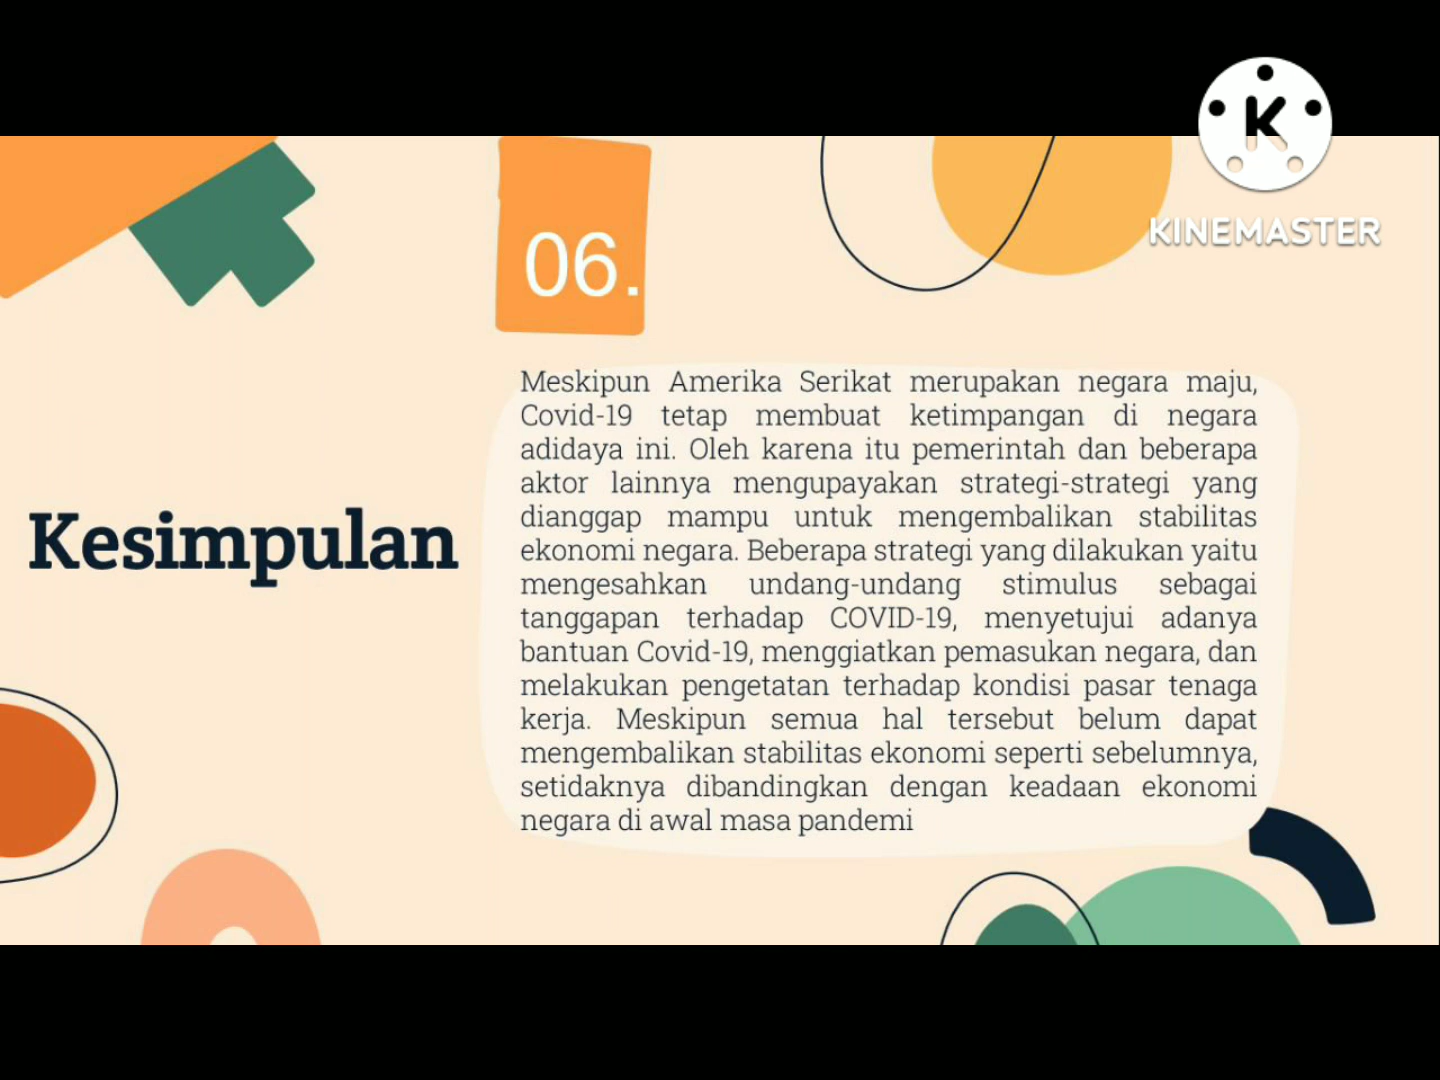 K
KINEMASTER
06.
Kesimpulan
Meskipun Amerika Serikat merupakan negara maju,
Covid-19 tetap membuat ketimpangan di negara
adidaya ini. Oleh karena itu pemerintah dan beberapa
aktor lainnya mengupayakan strategi-strategi yang
dianggap mampu untuk mengembalikan stabilitas
ekonomi negara. Beberapa strategi yang dilakukan yaitu
mengesahkan undang-undang stimulus sebagai
tanggapan terhadap COVID-19, menyetujui adanya
bantuan Covid-19, menggiatkan pemasukan negara, dan
melakukan pengetatan terhadap kondisi pasar tenaga
kerja. Meskipun semua hal tersebut belum dapat
mengembalikan stabilitas ekonomi seperti sebelumnya,
setidaknya dibandingkan dengan keadaan ekonomi
negara di awal masa pandemi